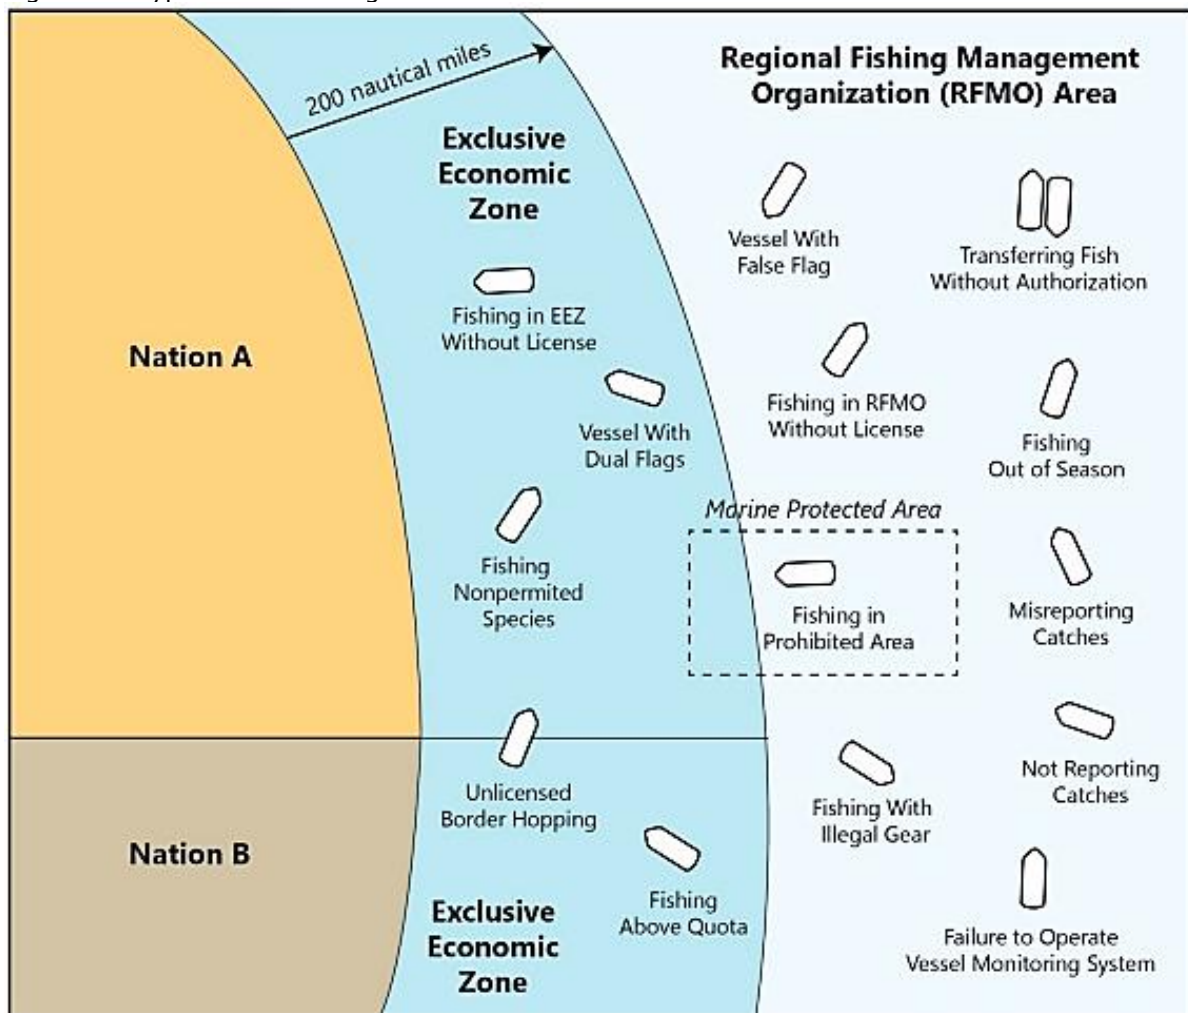 200 nautical miles
Regional Fishing Management
Organization (RFMO) Area
Exclusive
Economic
Zone
Vessel With
False Flag
Transferring Fish
Without Authorization
Fishing in EEZ
Without License
Nation A
Vessel With
Dual Flags
Fishing in RFMO
Without License
Fishing
Out of Season
Marine Protected Area
Fishing
Nonpermited
Species
Fishing in
Prohibited Area
Misreporting
Catches
Unlicensed
Border Hopping
Fishing With
Illegal Gear
Not Reporting
Catches
Nation B
Fishing
Above Quota
Exclusive
Economic
Zone
Failure to Operate
Vessel Monitoring System